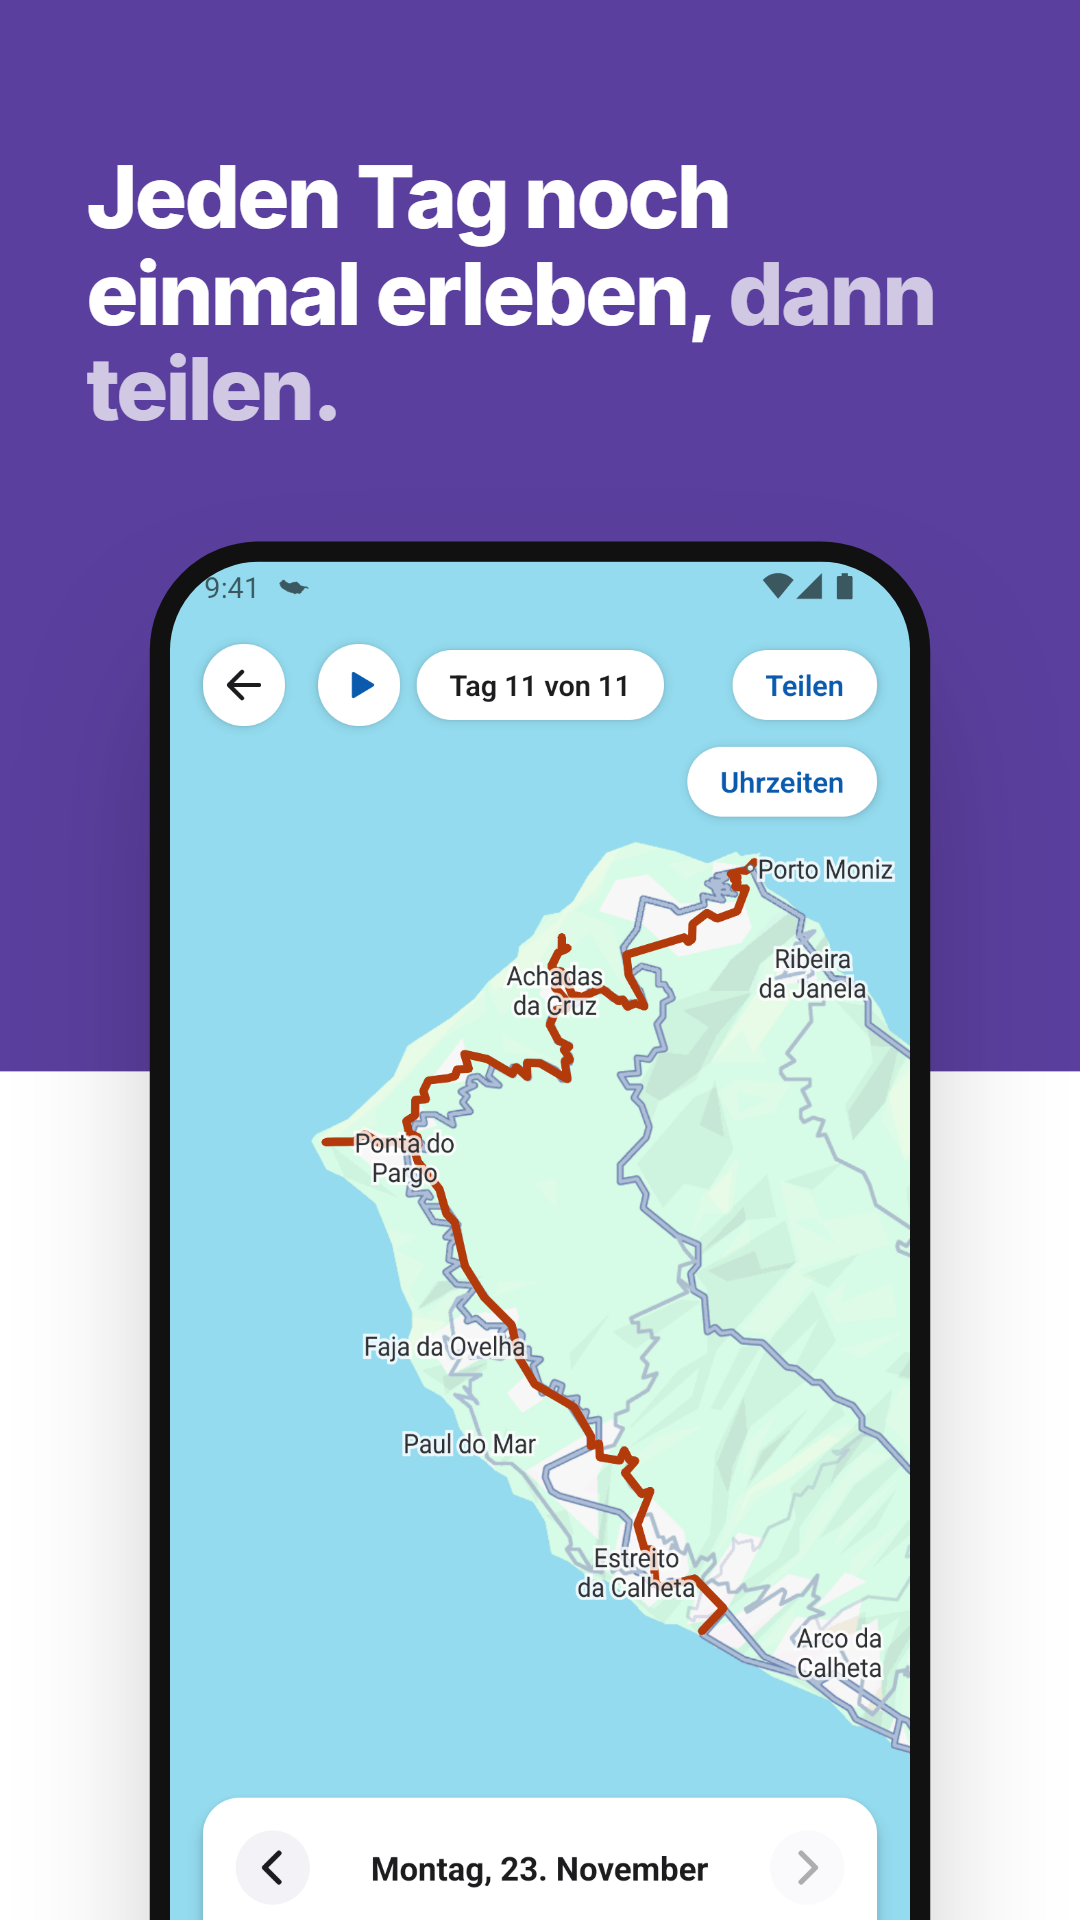 Jeden Tag noch
einmal erleben, dann
teilen.
9:41
Tag 11 von 11
Teilen
Uhrzeiten
Porto Moniz
Ribeira
da Janela
Achadas
da Cruz
Ponta do
Pargo
Faja da Ovelha
Paul do Mar
Estreito
da Calheta
Arco da
Calheta
Montag, 23. November